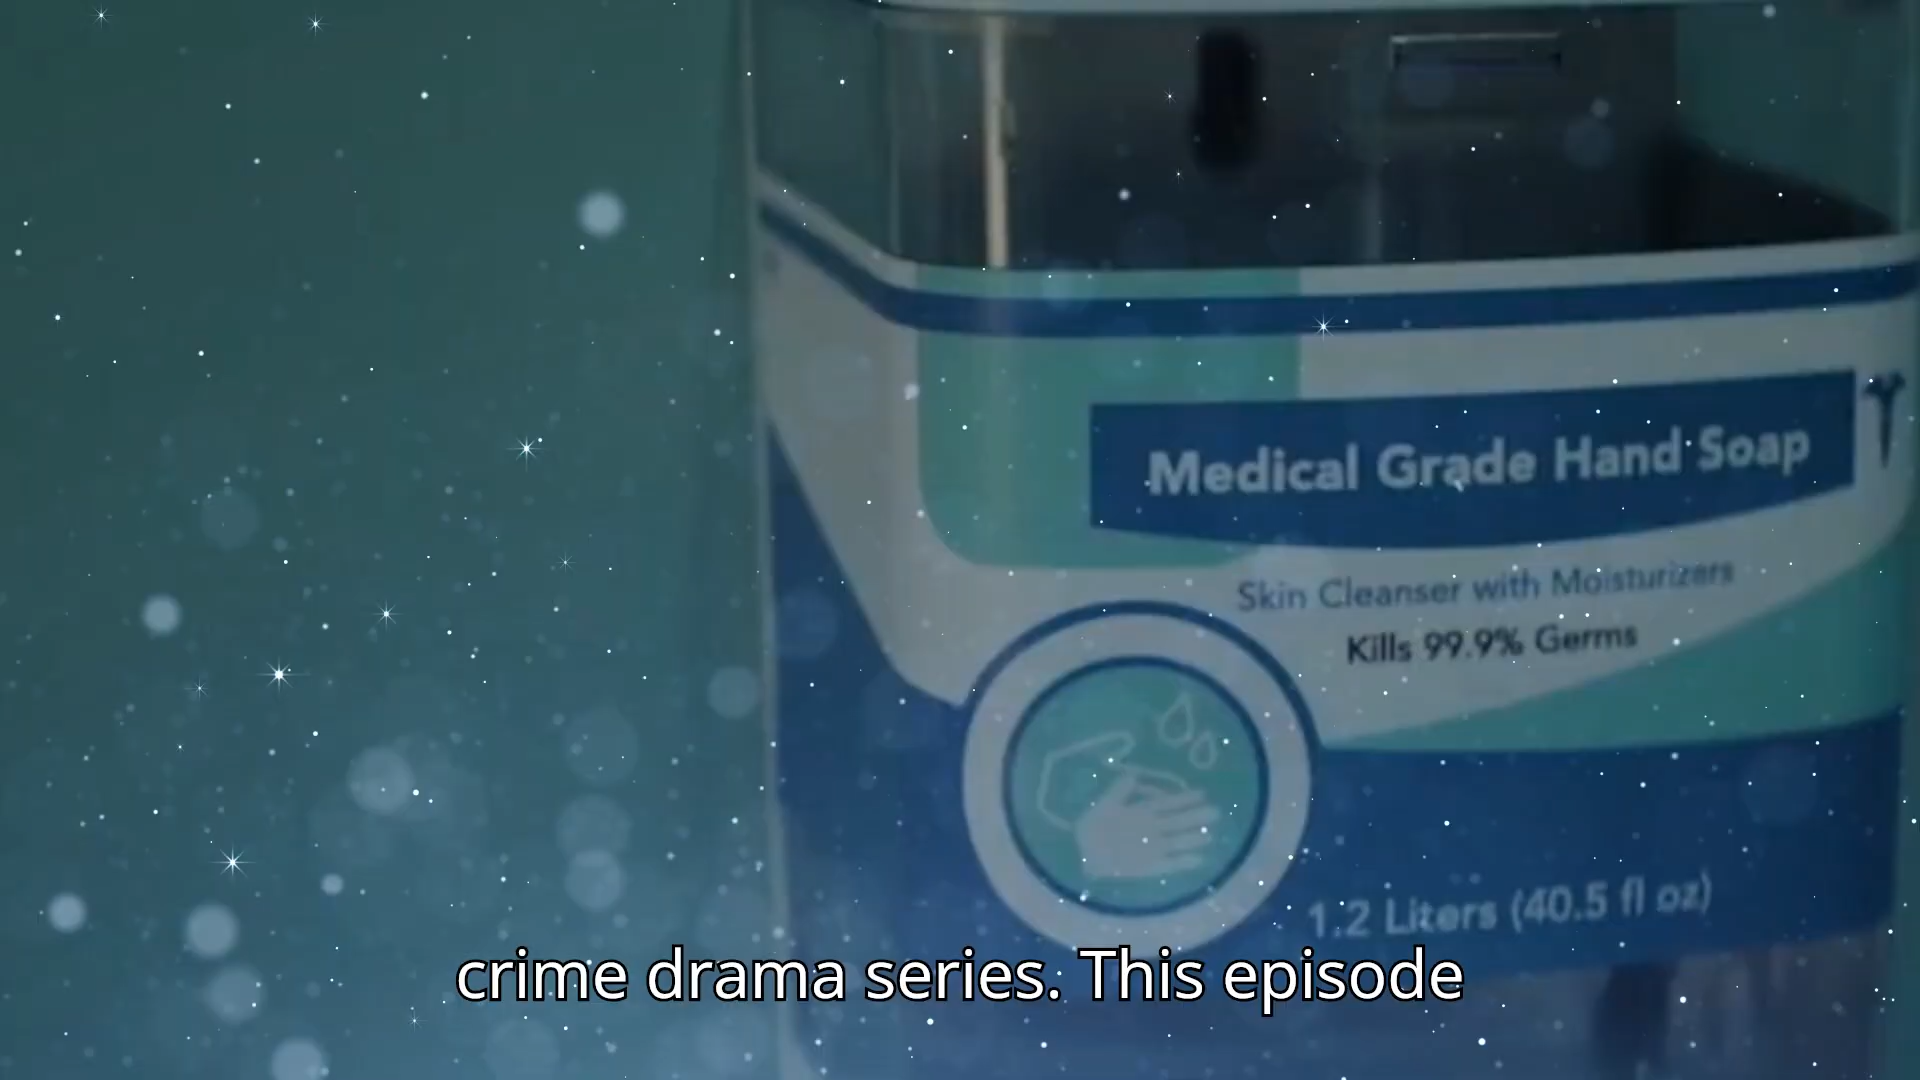 Medical Grade Hand Soap
Skin Cleanser with Moisturizers
Kills 99.9% Germs
1.2 Liters (40.5 fl oz)
crime drama series. This episode